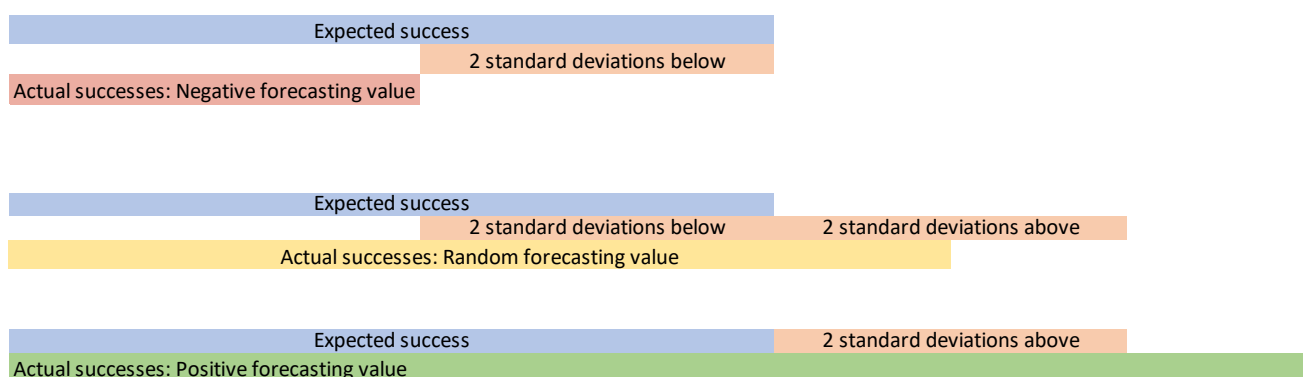 Expected success
2 standard deviations below
Actual successes: Negative forecasting value
Expected success
2 standard deviations below 2 standard deviations above
Actual successes: Random forecasting value
Expected success 2 standard deviations above
Actual successes: Positive forecasting value